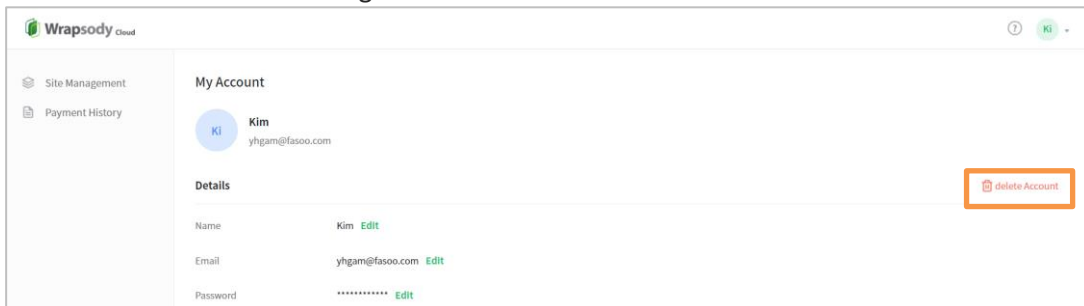 Wrapsody Cloud
? Ki
Site Management
Payment History
My Account
Ki
Kim
yhgam@fasoo.com
Details
delete Account
Name Kim Edit
Email yhgam@fasoo.com Edit
Password ************ Edit